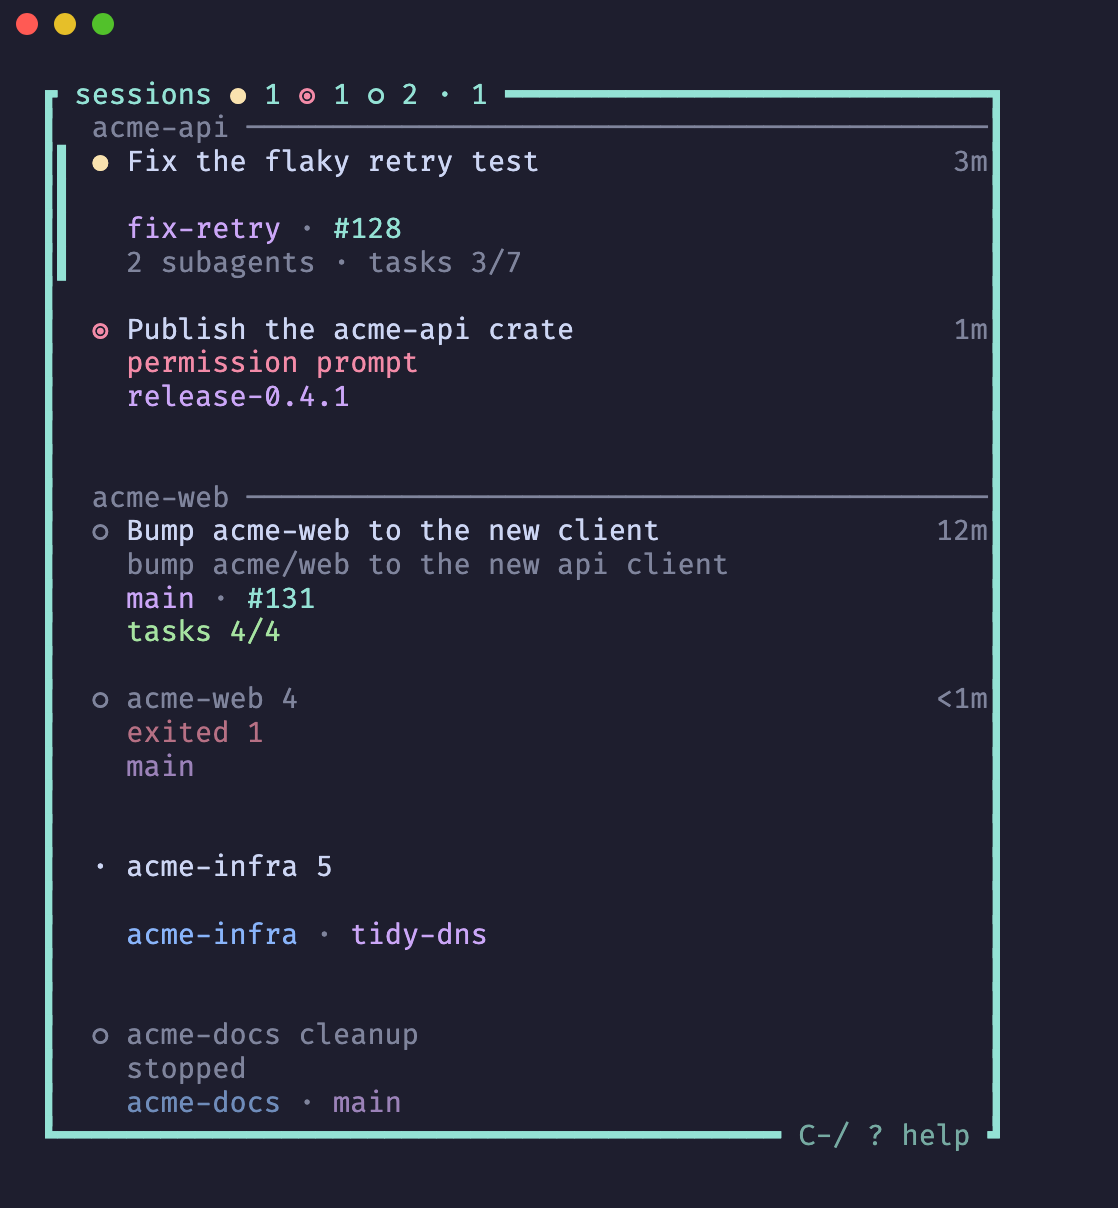 sessions ● 1 ◎ 1 ○ 2 · 1
acme-api
● Fix the flaky retry test 3m
fix-retry · #128
2 subagents · tasks 3/7
◎ Publish the acme-api crate 1m
permission prompt
release-0.4.1
acme-web
○ Bump acme-web to the new client 12m
bump acme/web to the new api client
main · #131
tasks 4/4
○ acme-web 4 <1m
exited 1
main
· acme-infra 5
acme-infra · tidy-dns
○ acme-docs cleanup
stopped
acme-docs · main
C-/ ? help